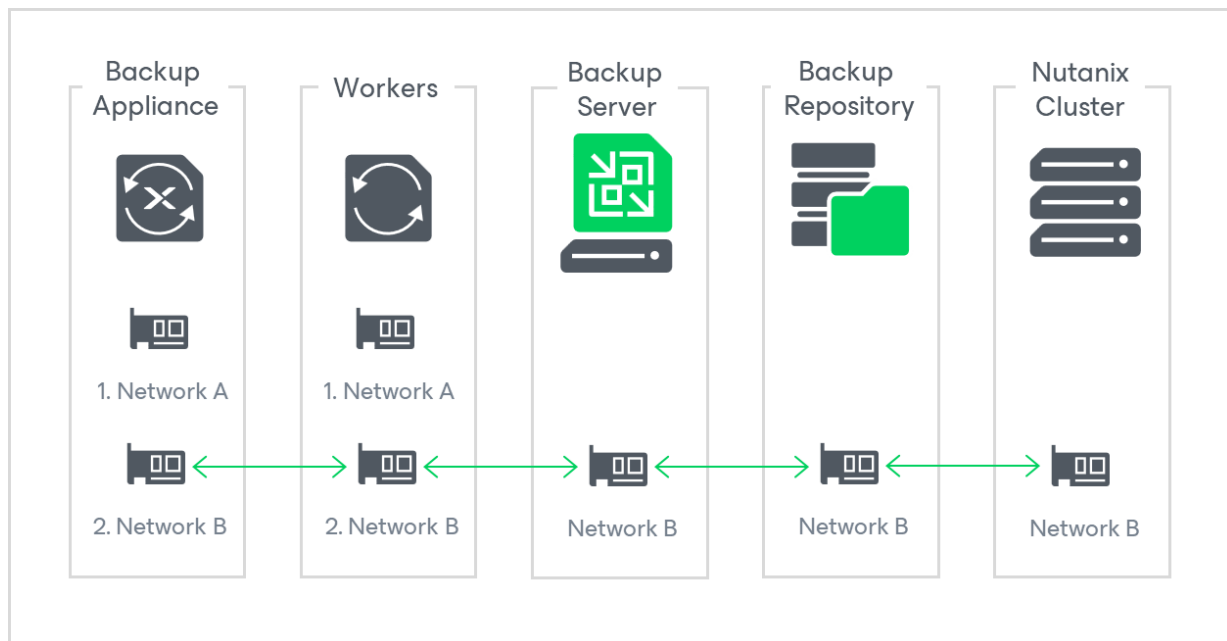 Backup
Appliance
Workers
Backup
Server
Backup
Repository
Nutanix
Cluster
1. Network A
1. Network A
2. Network B
2. Network B
Network B
Network B
Network B